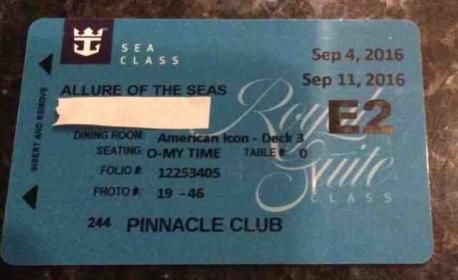 SEA
CLASS
Sep 4, 2016
Sep 11, 2016
ALLURE OF THE SEAS
E2
Royal
Suite
CLASS
DINING ROOM: American Icon - Deck 3
SEATING: O-MY TIME TABLE#: 0
FOLIO #: 12253405
PHOTO #: 19 -46
244 PINNACLE CLUB
INSERT AND REMOVE